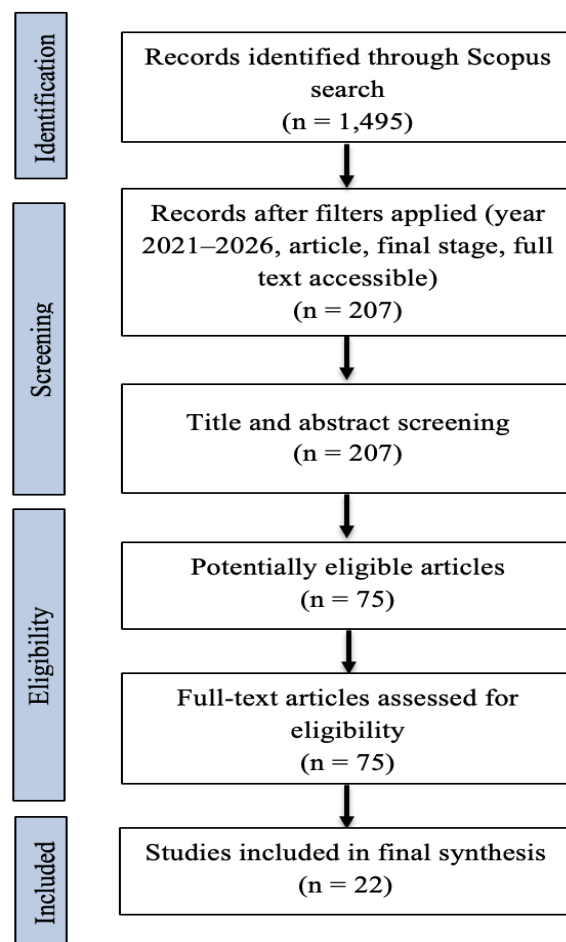 Identification
Records identified through Scopus
search
(n = 1,495)
Screening
Records after filters applied (year
2021–2026, article, final stage, full
text accessible)
(n = 207)
Title and abstract screening
(n = 207)
Eligibility
Potentially eligible articles
(n = 75)
Full-text articles assessed for
eligibility
(n = 75)
Included
Studies included in final synthesis
(n = 22)